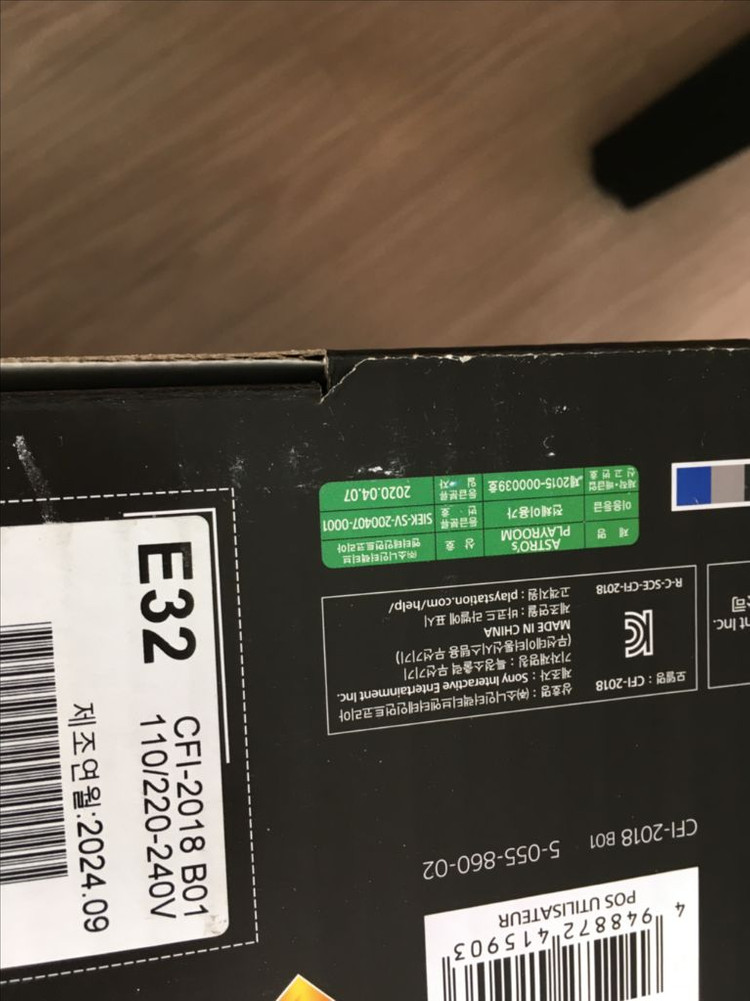 E32
CFI-2018 B01
110/220-240V
제조연월:2024.09
제 명
ASTRO's
PLAYROOM
상 호
㈜소니인터랙티브
엔터테인먼트코리아
이용등급
전체이용가
등급분류
번 호
SIEK-SV-200407-0001
제작•배급업
신 고 번 호
제2015-000039호
등급분류
일 자
2020.04.07
모델명 : CFI-2018
R-C-SCE-CFI-2018
상호명 : ㈜소니인터랙티브엔터테인먼트코리아
제조자 : Sony Interactive Entertainment Inc.
기자재명칭 : 특정소출력 무선기기
(무선데이터통신시스템용 무선기기)
MADE IN CHINA
제조연월 : 바코드 라벨에 표시
고객지원 : playstation.com/help/
nt Inc.
CFI-2018 B01
5-055-860-02
POS UTILISATEUR
4 948872 415903